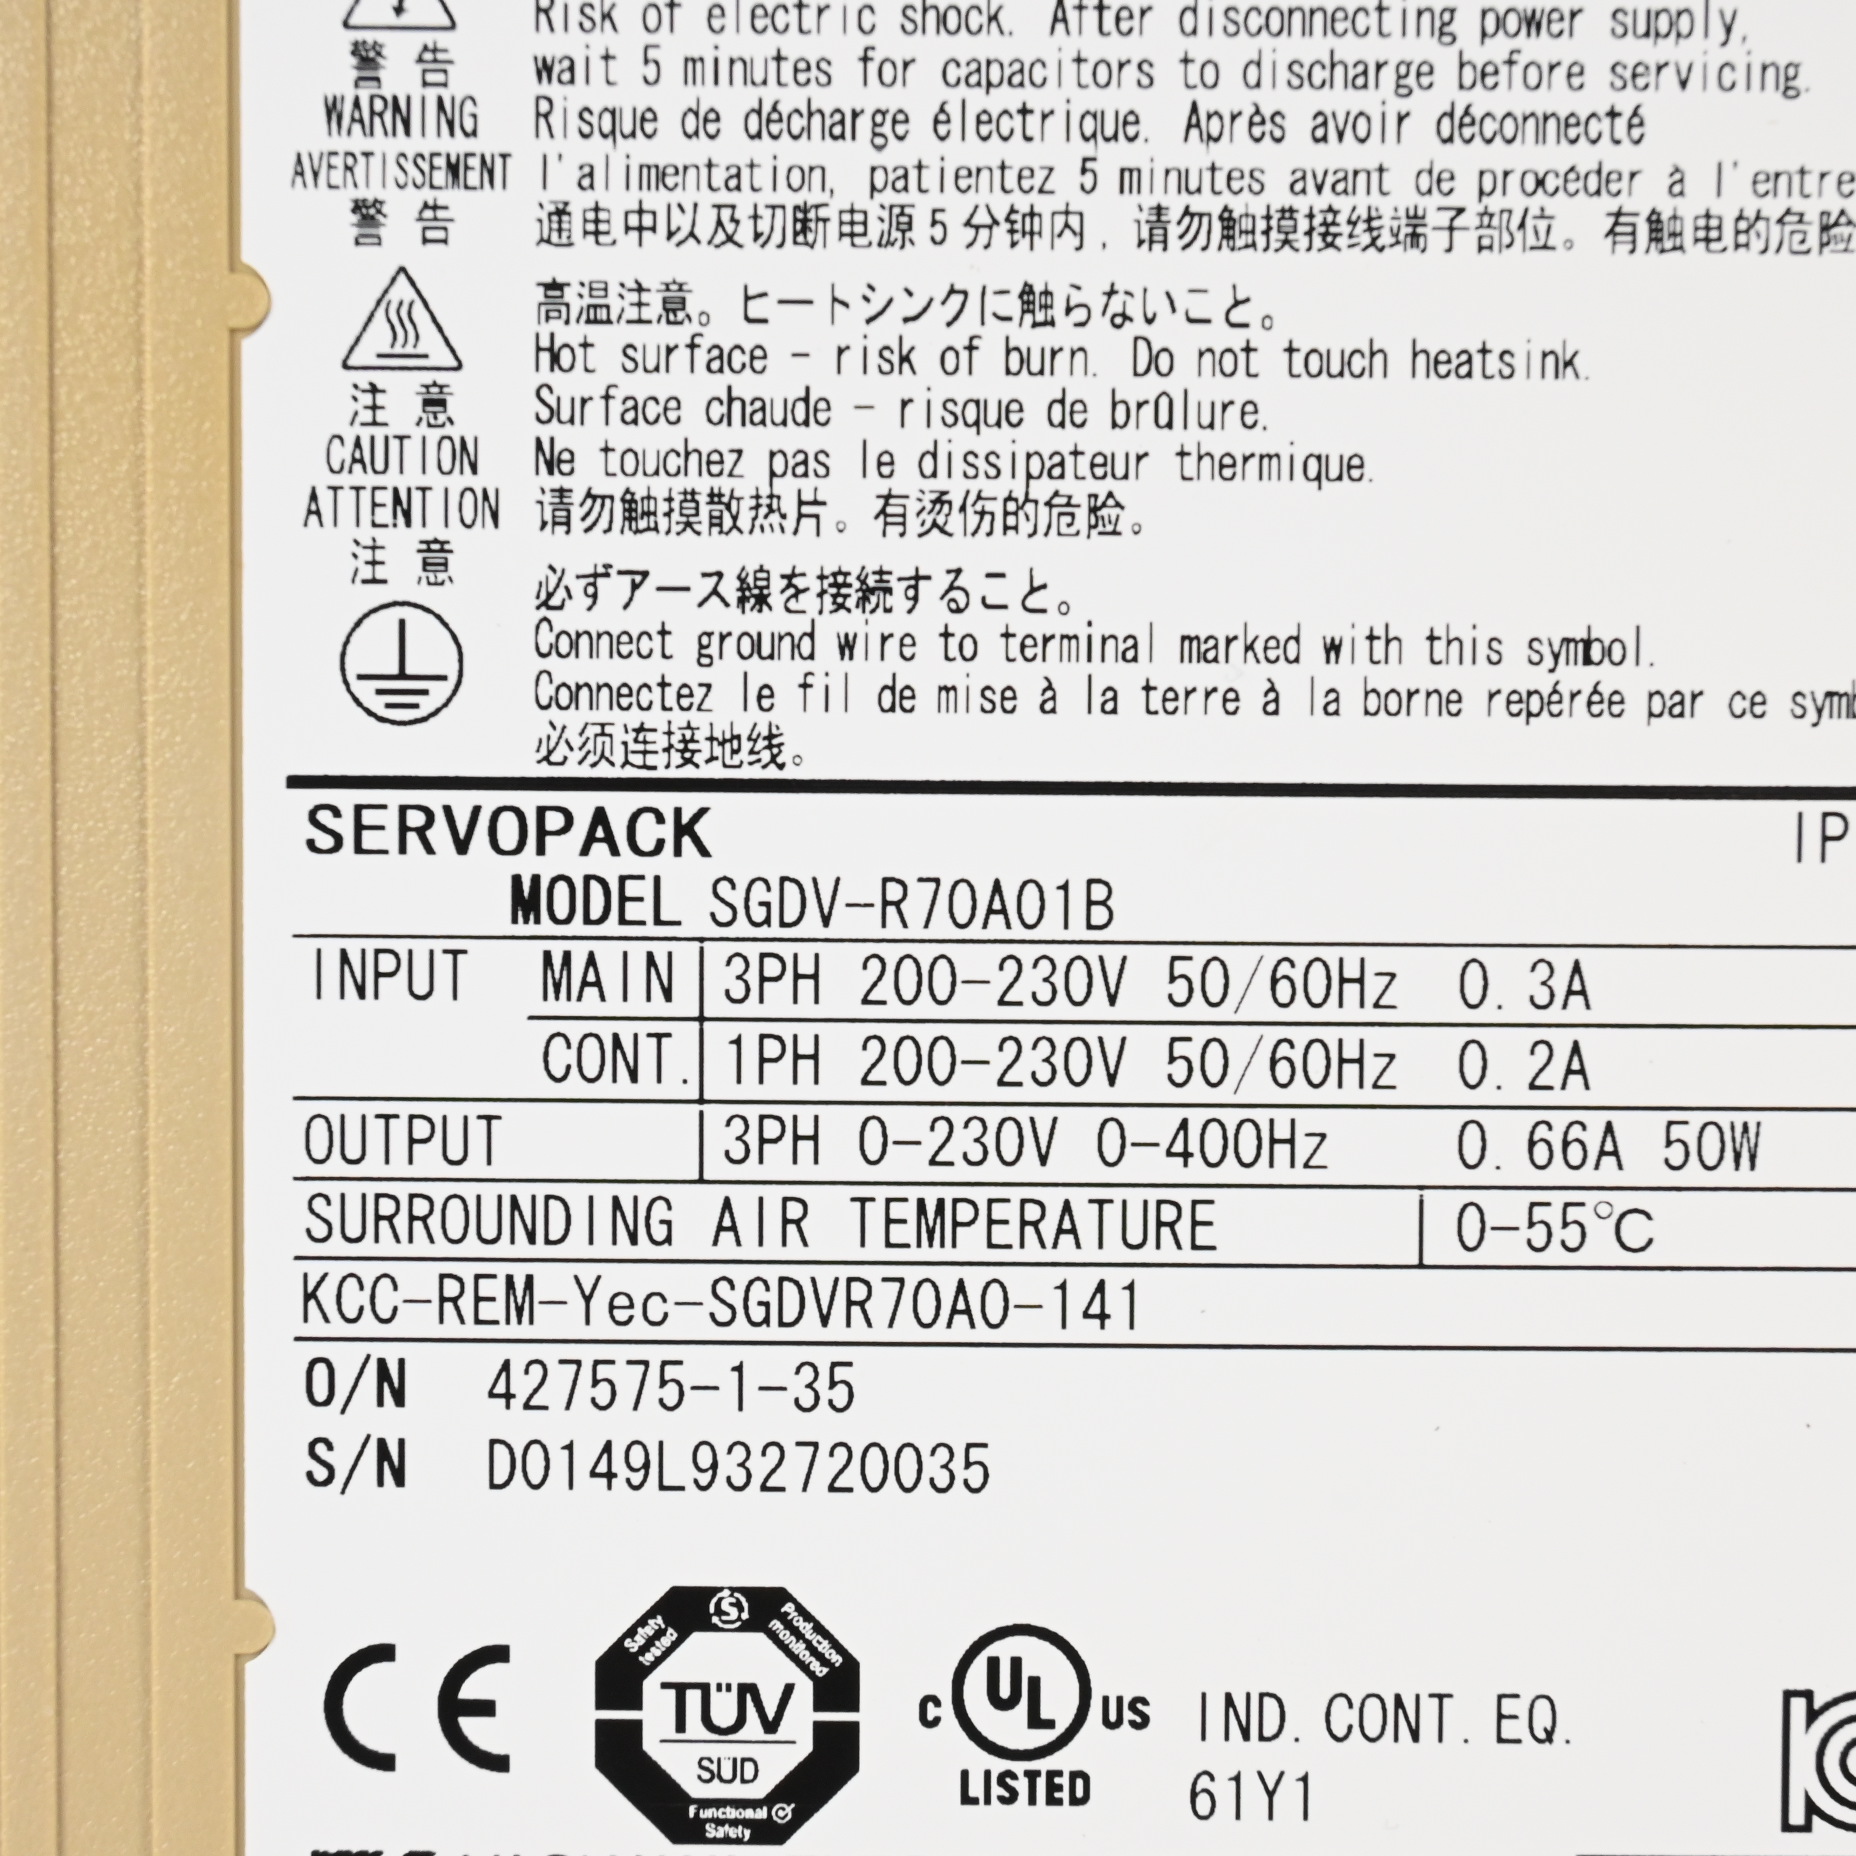 Risk of electric shock. After disconnecting power supply,
警 告 wait 5 minutes for capacitors to discharge before servicing.
WARNING Risque de décharge électrique. Après avoir déconnecté
AVERTISSEMENT l'alimentation, patientez 5 minutes avant de procéder à l'entre
警 告 通电中以及切断电源5分钟内，请勿触摸接线端子部位。有触电的危险
高温注意。ヒートシンクに触らないこと。
Hot surface - risk of burn. Do not touch heatsink.
注 意 Surface chaude - risque de brûlure.
CAUTION Ne touchez pas le dissipateur thermique.
ATTENTION 请勿触摸散热片。有烫伤的危险。
注 意
必ずアース線を接続すること。
Connect ground wire to terminal marked with this symbol.
Connectez le fil de mise à la terre à la borne repérée par ce symb
必须连接地线。
SERVOPACK IP
MODEL SGDV-R70A01B
INPUT MAIN 3PH 200-230V 50/60Hz 0.3A
CONT. 1PH 200-230V 50/60Hz 0.2A
OUTPUT 3PH 0-230V 0-400Hz 0.66A 50W
SURROUNDING AIR TEMPERATURE 0-55℃
KCC-REM-Yec-SGDVR70A0-141
O/N 427575-1-35
S/N D0149L932720035
CE
S
Safety tested
Production monitored
TÜV
SÜD
Functional
Safety
C UL US
LISTED
IND. CONT. EQ.
61Y1